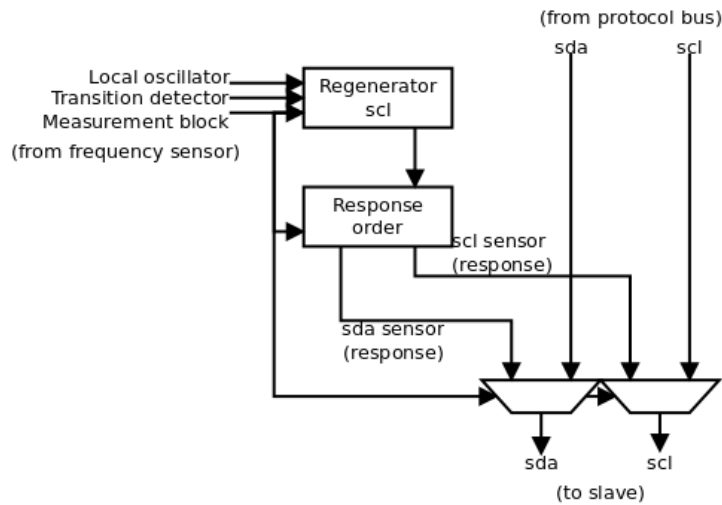 (from protocol bus)
sda
scl
Local oscillator
Transition detector
Measurement block
(from frequency sensor)
Regenerator
scl
Response
order
scl sensor
(response)
sda sensor
(response)
sda
scl
(to slave)